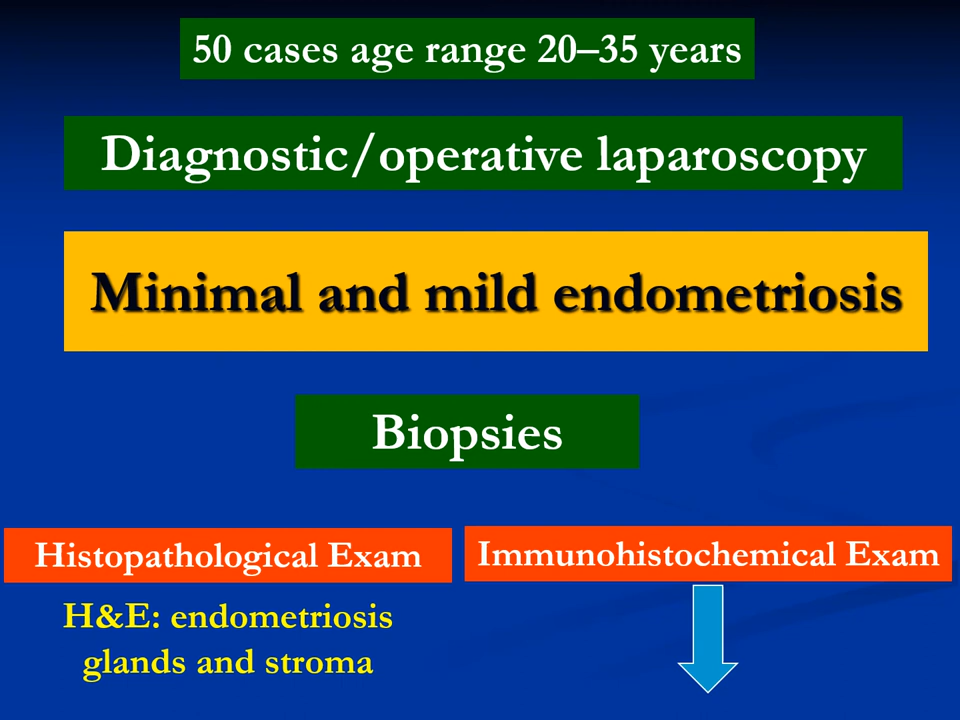 50 cases age range 20–35 years
Diagnostic/operative laparoscopy
Minimal and mild endometriosis
Biopsies
Histopathological Exam
Immunohistochemical Exam
H&E: endometriosis
glands and stroma